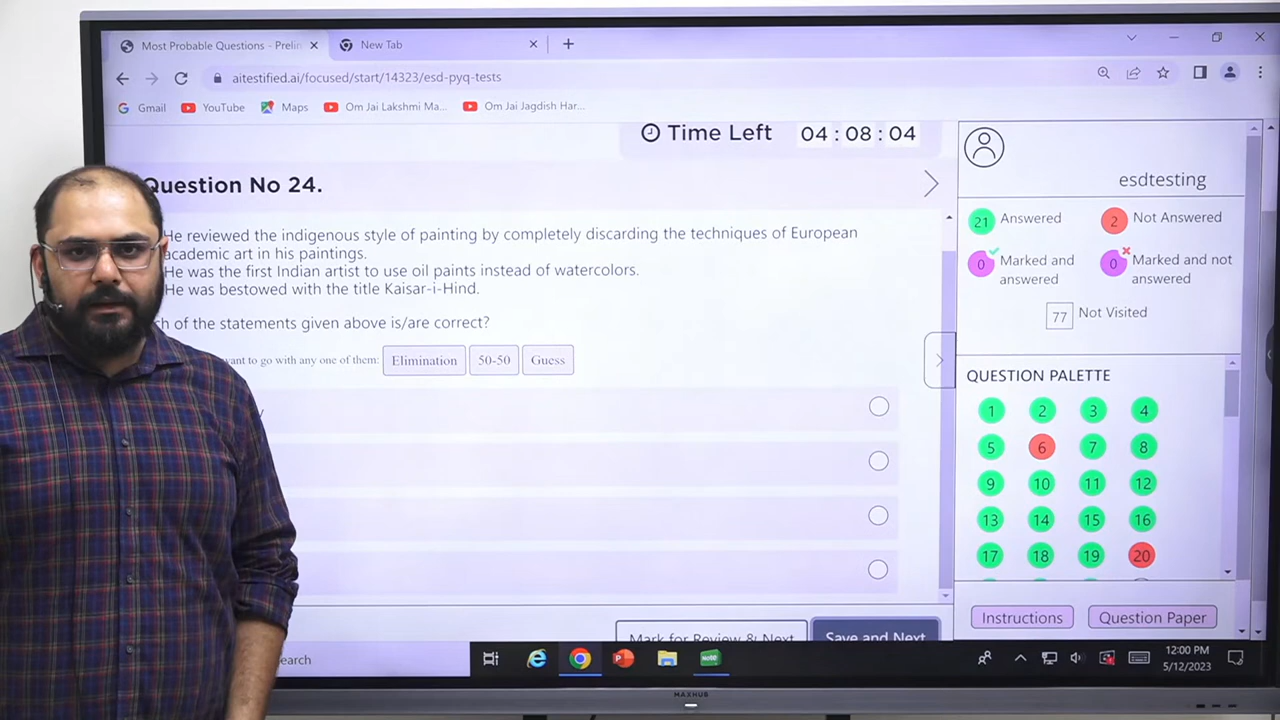 Most Probable Questions - Prelin
New Tab
aitestified.ai/focused/start/14323/esd-pyq-tests
Gmail YouTube Maps Om Jai Lakshmi Ma... Om Jai Jagdish Har...
Time Left 04 : 08 : 04
Question No 24.
He reviewed the indigenous style of painting by completely discarding the techniques of European
academic art in his paintings.
He was the first Indian artist to use oil paints instead of watercolors.
He was bestowed with the title Kaisar-i-Hind.
ch of the statements given above is/are correct?
want to go with any one of them: Elimination 50-50 Guess
y
Mark for Review & Next Save and Next
esdtesting
21 Answered 2 Not Answered
0 Marked and answered 0 Marked and not answered
77 Not Visited
QUESTION PALETTE
1 2 3 4
5 6 7 8
9 10 11 12
13 14 15 16
17 18 19 20
Instructions Question Paper
earch
12:00 PM
5/12/2023
MAXHUB